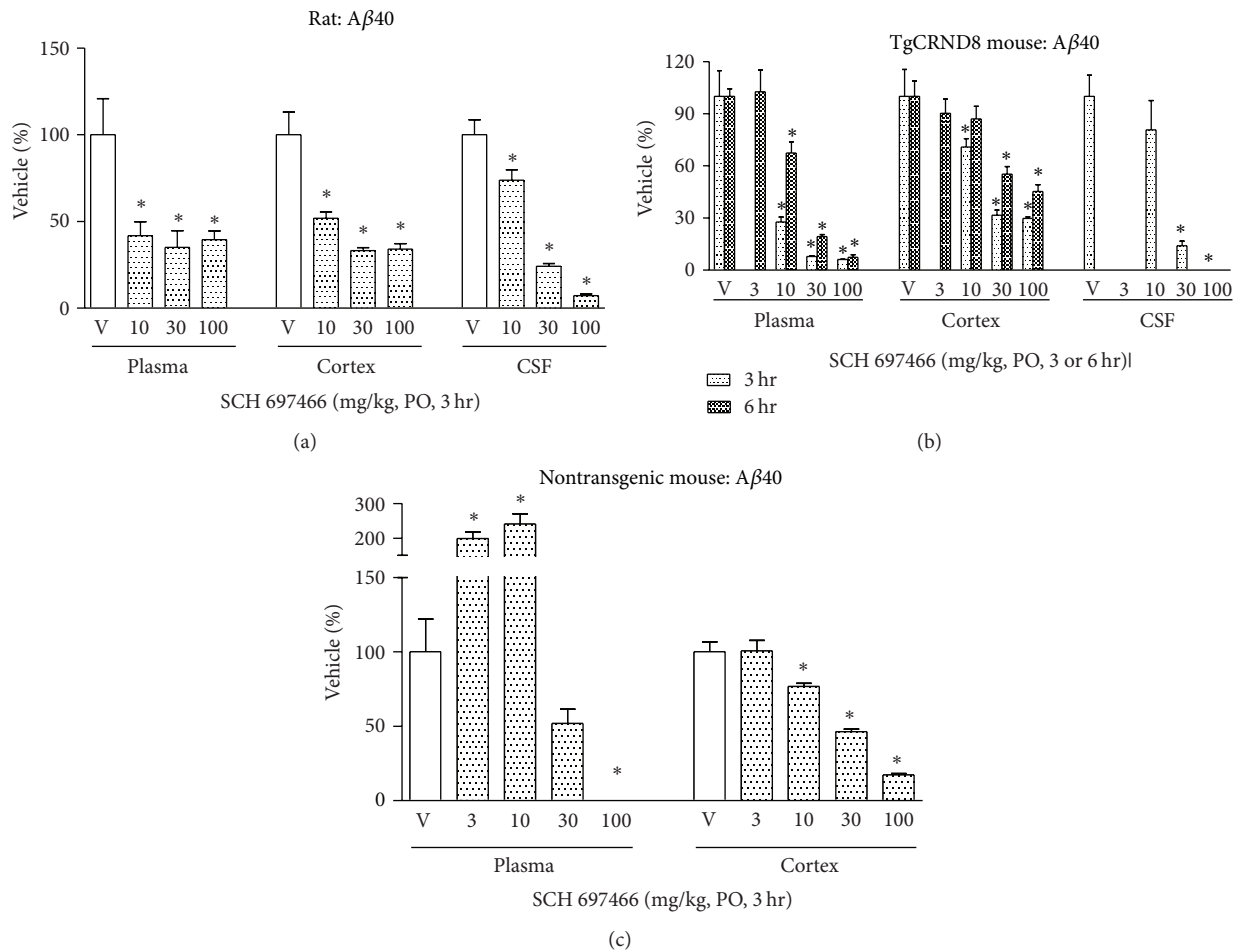 Rat: Aβ40
150
100
50
0
Vehicle (%)
* * * * * * * * *
V 10 30 100 V 10 30 100 V 10 30 100
Plasma Cortex CSF
SCH 697466 (mg/kg, PO, 3 hr)
(a)
TgCRND8 mouse: Aβ40
120
90
60
30
0
Vehicle (%)
* * * * * * * * * * * * *
V 3 10 30 100 V 3 10 30 100 V 3 10 30 100
Plasma Cortex CSF
SCH 697466 (mg/kg, PO, 3 or 6 hr)|
3 hr
6 hr
(b)
Nontransgenic mouse: Aβ40
300
200
150
100
50
0
Vehicle (%)
* * * * * *
V 3 10 30 100 V 3 10 30 100
Plasma Cortex
SCH 697466 (mg/kg, PO, 3 hr)
(c)